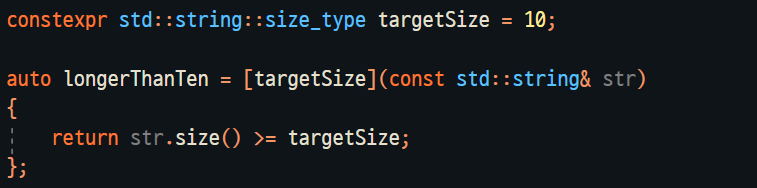 constexpr std::string::size_type targetSize = 10;
auto longerThanTen = [targetSize](const std::string& str)
{
    return str.size() >= targetSize;
};